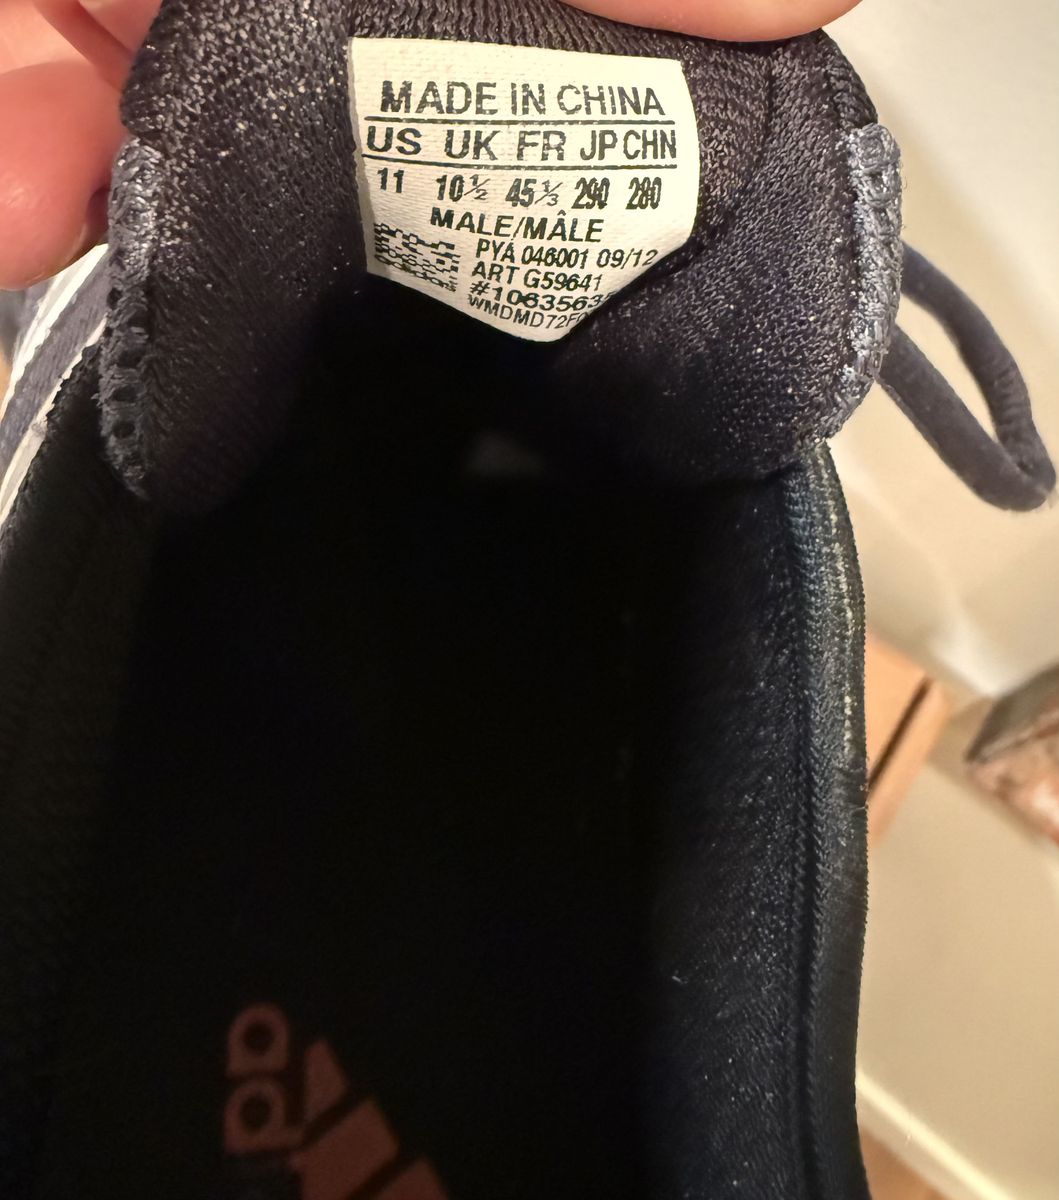 MADE IN CHINA
US UK FR JP CHN
11 10½ 45⅓ 290 280
MALE/MÂLE
PYA 046001 09/12
ART G59641
ad